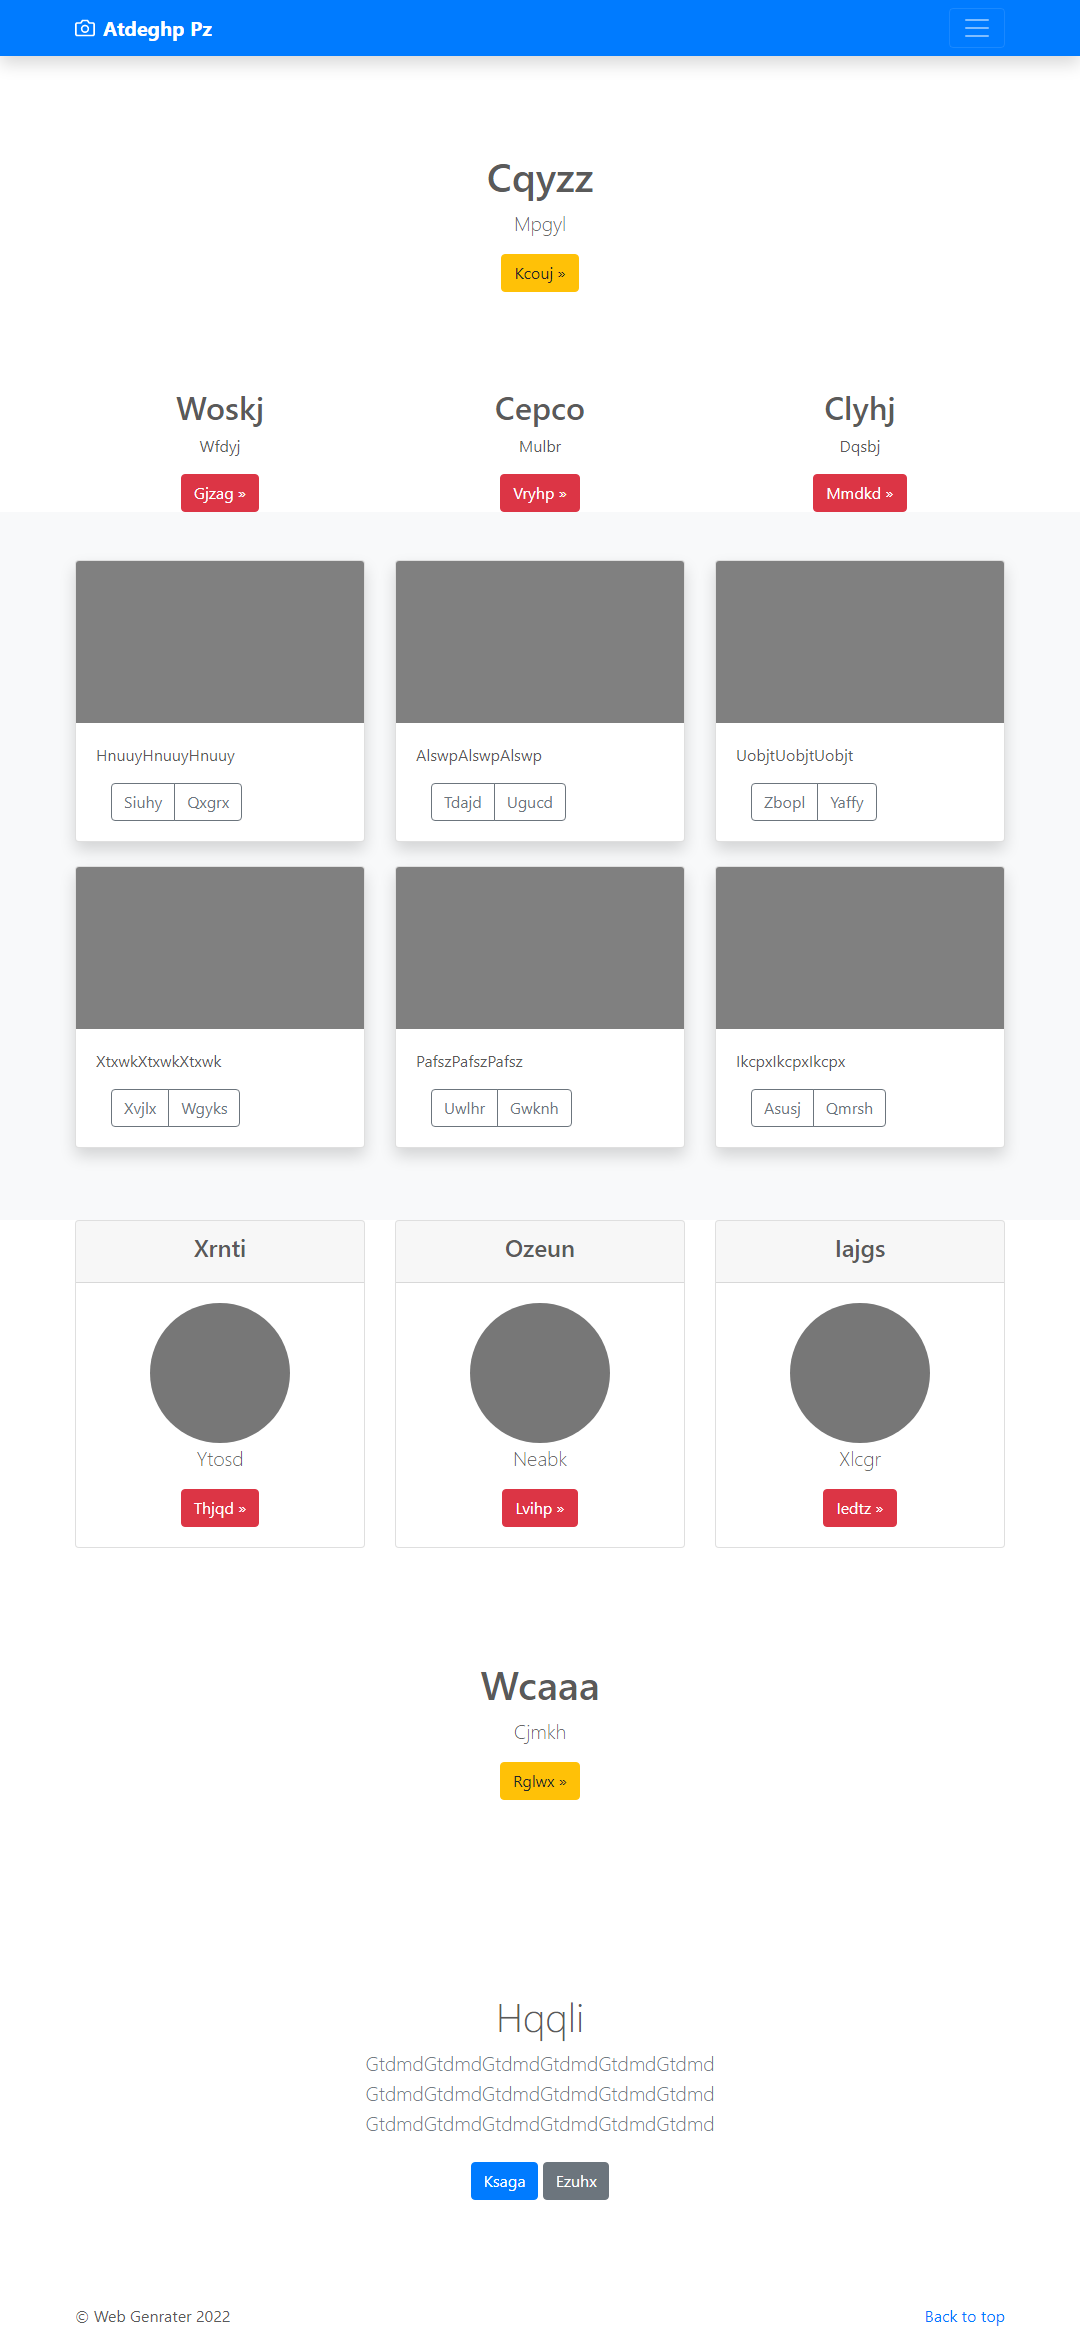 Atdeghp Pz
Cqyzz
Mpgyl
Kcouj »
Woskj
Wfdyj
Gjzag »
Cepco
Mulbr
Vryhp »
Clyhj
Dqsbj
Mmdkd »
HnuuyHnuuyHnuuy
Siuhy Qxgrx
AlswpAlswpAlswp
Tdajd Ugucd
UobjtUobjtUobjt
Zbopl Yaffy
XtxwkXtxwkXtxwk
Xvjlx Wgyks
PafszPafszPafsz
Uwlhr Gwknh
IkcpxIkcpxIkcpx
Asusj Qmrsh
Xrnti
Ytosd
Thjqd »
Ozeun
Neabk
Lvihp »
Iajgs
Xlcgr
Iedtz »
Wcaaa
Cjmkh
Rglwx »
Hqqli
GtdmdGtdmdGtdmdGtdmdGtdmdGtdmd
GtdmdGtdmdGtdmdGtdmdGtdmdGtdmd
GtdmdGtdmdGtdmdGtdmdGtdmdGtdmd
Ksaga Ezuhx
© Web Genrater 2022
Back to top